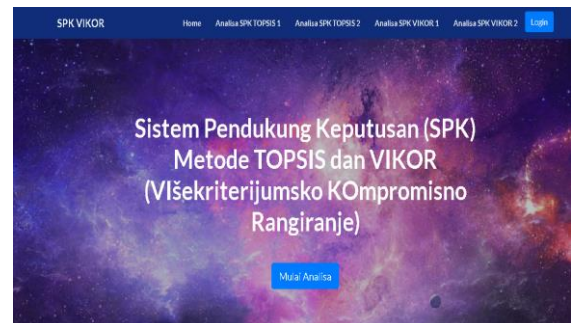 SPK VIKOR Home Analisa SPK TOPSIS 1 Analisa SPK TOPSIS 2 Analisa SPK VIKOR 1 Analisa SPK VIKOR 2 Login
Sistem Pendukung Keputusan (SPK)
Metode TOPSIS dan VIKOR
(VIšekriterijumsko KOmpromisno
Rangiranje)
Mulai Analisa